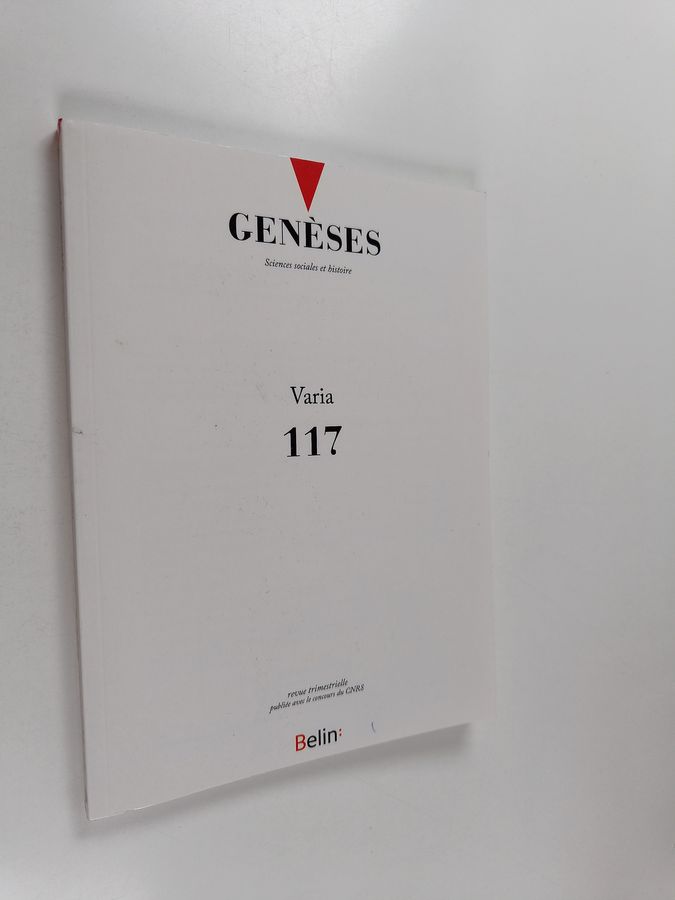 GENÈSES
Sciences sociales et histoire
Varia
117
revue trimestrielle
publiée avec le concours du CNRS
Belin: